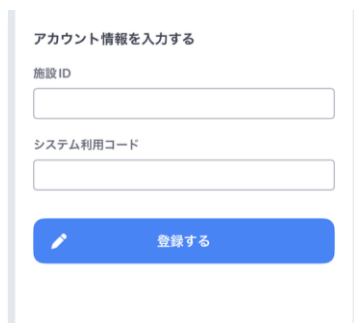 アカウント情報を入力する
施設ID
システム利用コード
登録する